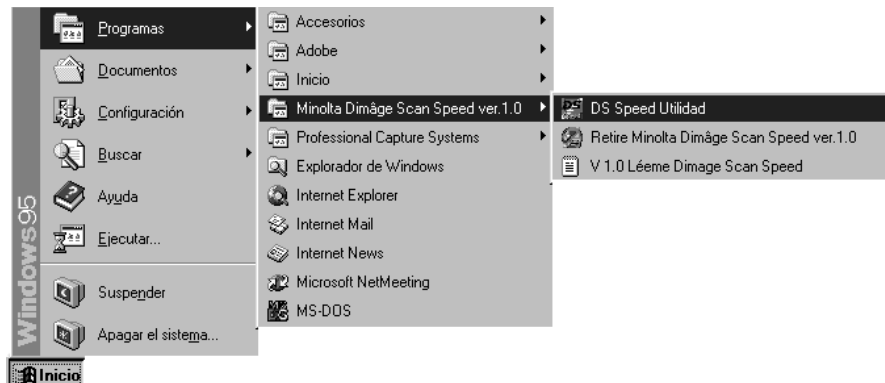 Programas
Documentos
Configuración
Buscar
Ayuda
Ejecutar...
Suspender
Apagar el sistema...
Windows95
Inicio
Accesorios
Adobe
Inicio
Minolta Dimâge Scan Speed ver.1.0
Professional Capture Systems
Explorador de Windows
Internet Explorer
Internet Mail
Internet News
Microsoft NetMeeting
MS-DOS
DS Speed Utilidad
Retire Minolta Dimâge Scan Speed ver.1.0
V 1.0 Léeme Dimage Scan Speed